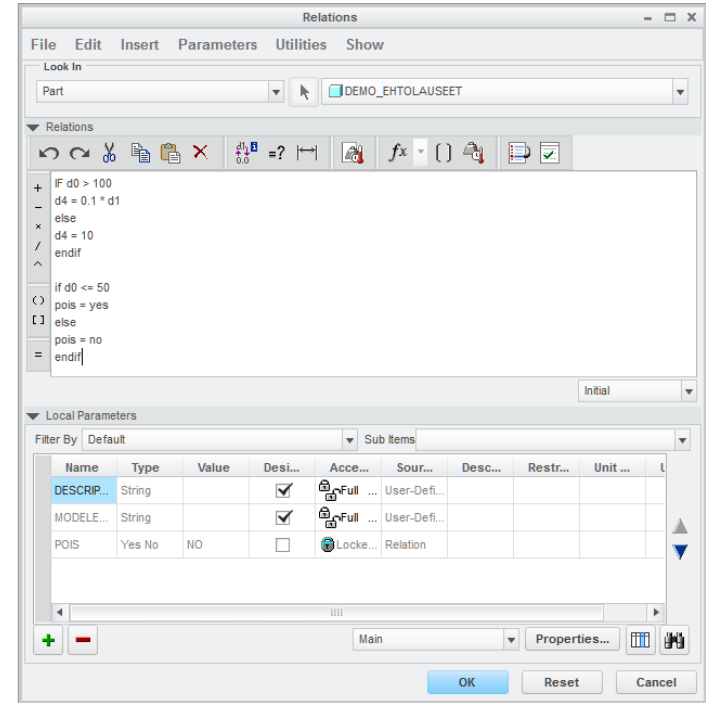 Relations
File Edit Insert Parameters Utilities Show
Look In
Part DEMO_EHTOLAUSEET
Relations
=? fx
IF d0 > 100
d4 = 0.1 * d1
else
d4 = 10
endif
if d0 <= 50
pois = yes
else
pois = no
endif
Initial
Local Parameters
Filter By Default Sub Items
Name Type Value Desi... Acce... Sour... Desc... Restr... Unit ...
DESCRIP... String Full ... User-Defi...
MODELE... String Full ... User-Defi...
POIS Yes No NO Locke... Relation
Main Properties...
OK Reset Cancel